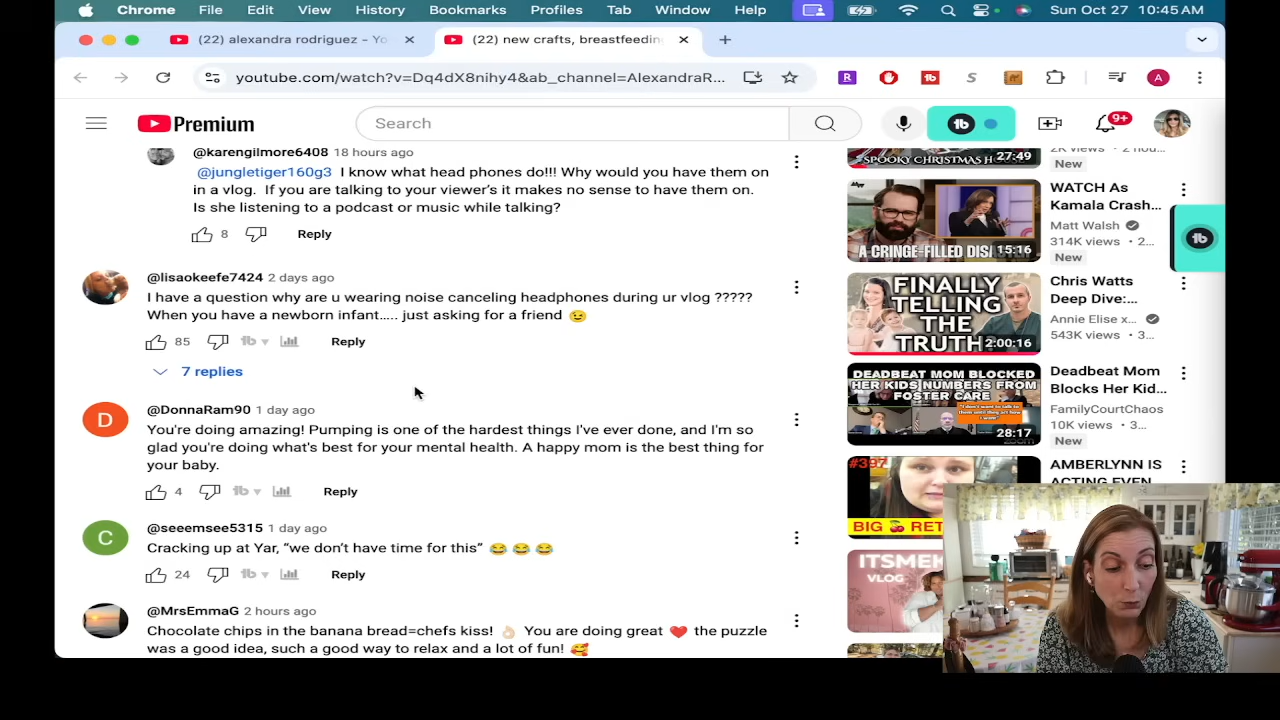 Chrome File Edit View History Bookmarks Profiles Tab Window Help Sun Oct 27 10:45 AM
(22) alexandra rodriguez - Yo
(22) new crafts, breastfeeding
youtube.com/watch?v=Dq4dX8nihy4&ab_channel=AlexandraR...
Premium
Search
9+
@karengilmore6408 18 hours ago
@jungletiger160g3 I know what head phones do!!! Why would you have them on
in a vlog. If you are talking to your viewer's it makes no sense to have them on.
Is she listening to a podcast or music while talking?
8 Reply
@lisaokeefe7424 2 days ago
I have a question why are u wearing noise canceling headphones during ur vlog ?????
When you have a newborn infant..... just asking for a friend 😉
85 Reply
7 replies
@DonnaRam90 1 day ago
You're doing great! Pumping is one of the hardest things I've ever done, and I'm so
glad you're doing what's best for your mental health. A happy mom is the best thing for
your baby.
4 Reply
@seeemsee5315 1 day ago
Cracking up at Yar, “we don't have time for this” 😂 😂 😂
24 Reply
@MrsEmmaG 2 hours ago
Chocolate chips in the banana bread=chefs kiss! 👌🏻 You are doing great ❤️ the puzzle
was a good idea, such a good way to relax and a lot of fun! 🥰
SPOOKY CHRISTMAS
27:49
New
A CRINGE-FILLED
15:16
WATCH As
Kamala Crash...
Matt Walsh
314K views • 2...
New
FINALLY
TELLING
THE
TRUTH
2:00:16
Chris Watts
Deep Dive:...
Annie Elise x...
543K views • 3...
DEADBEAT MOM BLOCKED
HER KIDS NUMBERS FROM
FOSTER CARE
28:17
Deadbeat Mom
Blocks Her Kid...
FamilyCourtChaos
10K views • 3...
New
#397
BIG 🍒 RET
AMBERLYNN IS
ACTING EVEN
ITSMEK
VLOG